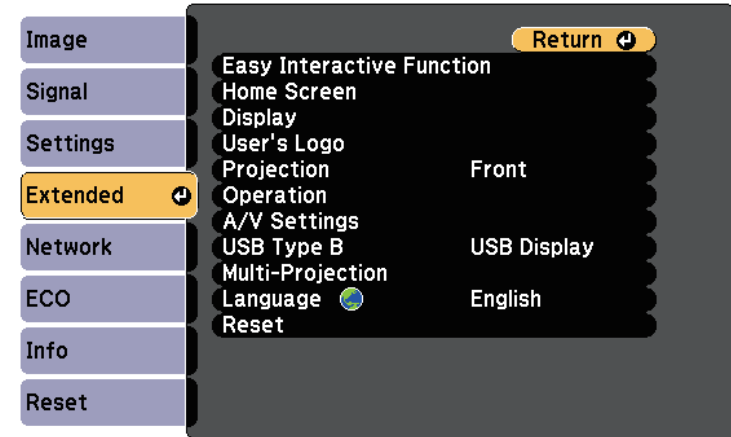 Image
Signal
Settings
Extended
Network
ECO
Info
Reset
Return
Easy Interactive Function
Home Screen
Display
User's Logo
Projection Front
Operation
A/V Settings
USB Type B USB Display
Multi-Projection
Language English
Reset